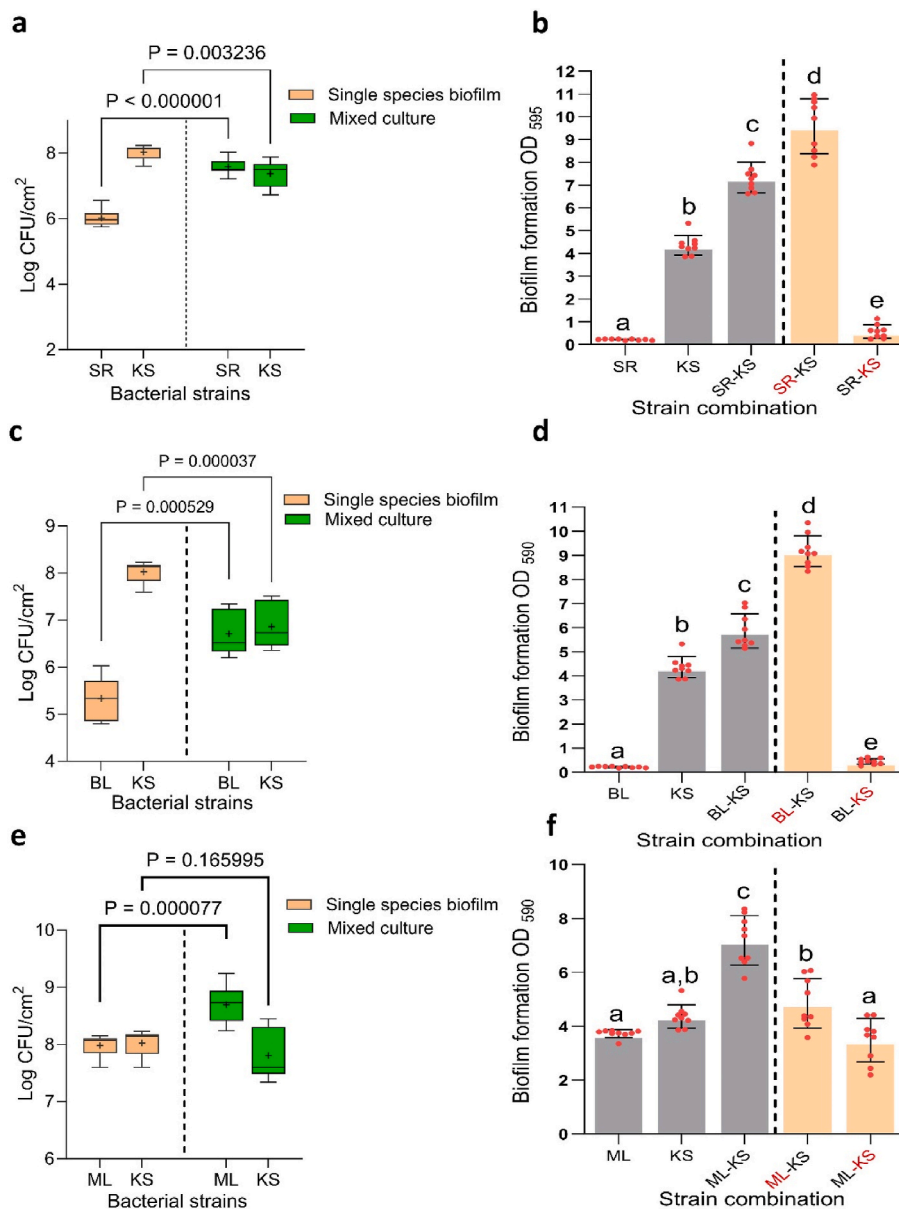 a
P = 0.003236
P < 0.000001
Single species biofilm
Mixed culture
Log CFU/cm2
8
6
4
2
SR KS SR KS
Bacterial strains
b
Biofilm formation OD 595
12
11
10
9
8
7
6
5
4
3
2
1
0
a b c d e
SR KS SR-KS SR-KS SR-KS
Strain combination
c
P = 0.000037
P = 0.000529
Single species biofilm
Mixed culture
Log CFU/cm2
9
8
7
6
5
4
BL KS BL KS
Bacterial strains
d
Biofilm formation OD 590
11
10
9
8
7
6
5
4
3
2
1
0
a b c d e
BL KS BL-KS BL-KS BL-KS
Strain combination
e
P = 0.165995
P = 0.000077
Single species biofilm
Mixed culture
Log CFU/cm2
10
9
8
7
6
ML KS ML KS
Bacterial strains
f
Biofilm formation OD 590
10
8
6
4
2
0
a a,b c b a
ML KS ML-KS ML-KS ML-KS
Strain combination